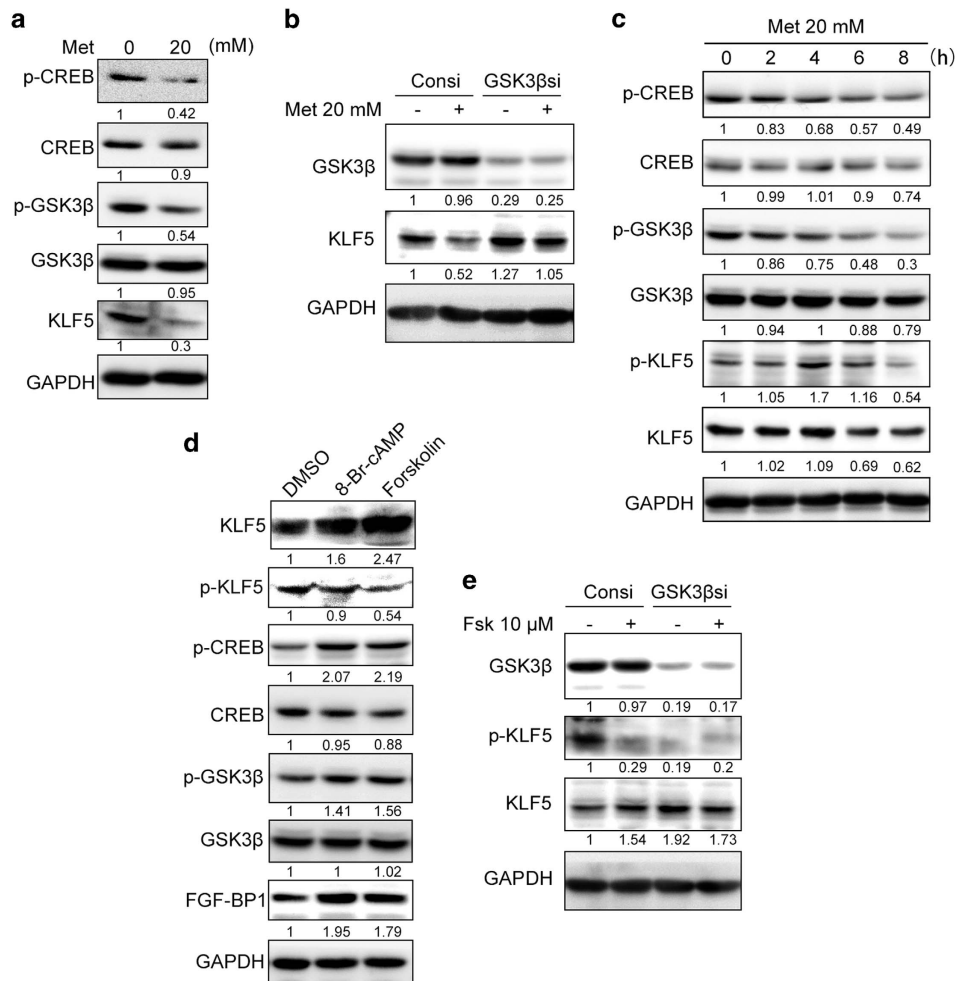 a
Met 0 20 (mM)
p-CREB
1 0.42
CREB
1 0.9
p-GSK3β
1 0.54
GSK3β
1 0.95
KLF5
1 0.3
GAPDH
b
Consi GSK3βsi
Met 20 mM - + - +
GSK3β
1 0.96 0.29 0.25
KLF5
1 0.52 1.27 1.05
GAPDH
c
Met 20 mM
0 2 4 6 8 (h)
p-CREB
1 0.83 0.68 0.57 0.49
CREB
1 0.99 1.01 0.9 0.74
p-GSK3β
1 0.86 0.75 0.48 0.3
GSK3β
1 0.94 1 0.88 0.79
p-KLF5
1 1.05 1.7 1.16 0.54
KLF5
1 1.02 1.09 0.69 0.62
GAPDH
d
DMSO 8-Br-cAMP Forskolin
KLF5
1 1.6 2.47
p-KLF5
1 0.9 0.54
p-CREB
1 2.07 2.19
CREB
1 0.95 0.88
p-GSK3β
1 1.41 1.56
GSK3β
1 1 1.02
FGF-BP1
1 1.95 1.79
GAPDH
e
Consi GSK3βsi
Fsk 10 µM - + - +
GSK3β
1 0.97 0.19 0.17
p-KLF5
1 0.29 0.19 0.2
KLF5
1 1.54 1.92 1.73
GAPDH